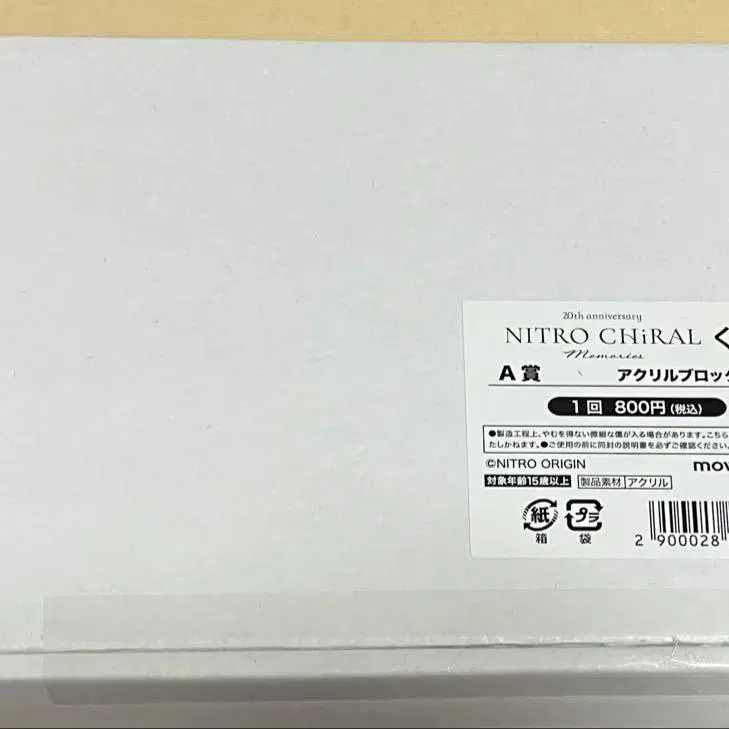 20th anniversary
NITRO CHiRAL く
Memories
A賞 アクリルブロック
1回 800円(税込)
●製造工程上、やむを得ない微細な傷が入る場合があります。こちら
たしかねます。●ご使用の前に同封の説明書を必ずご確認ください。
©NITRO ORIGIN mov
対象年齢15歳以上 製品素材 アクリル
紙 プラ
箱 袋
2 900028